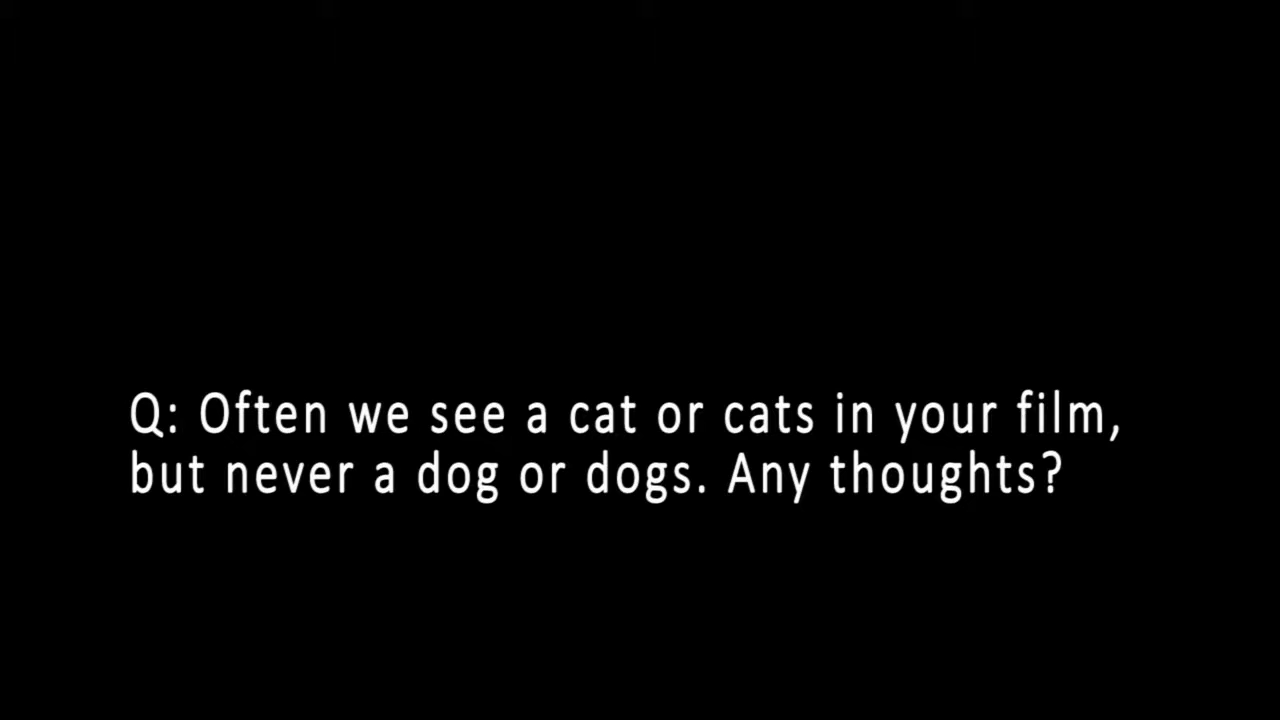 Q: Often we see a cat or cats in your film,
but never a dog or dogs. Any thoughts?